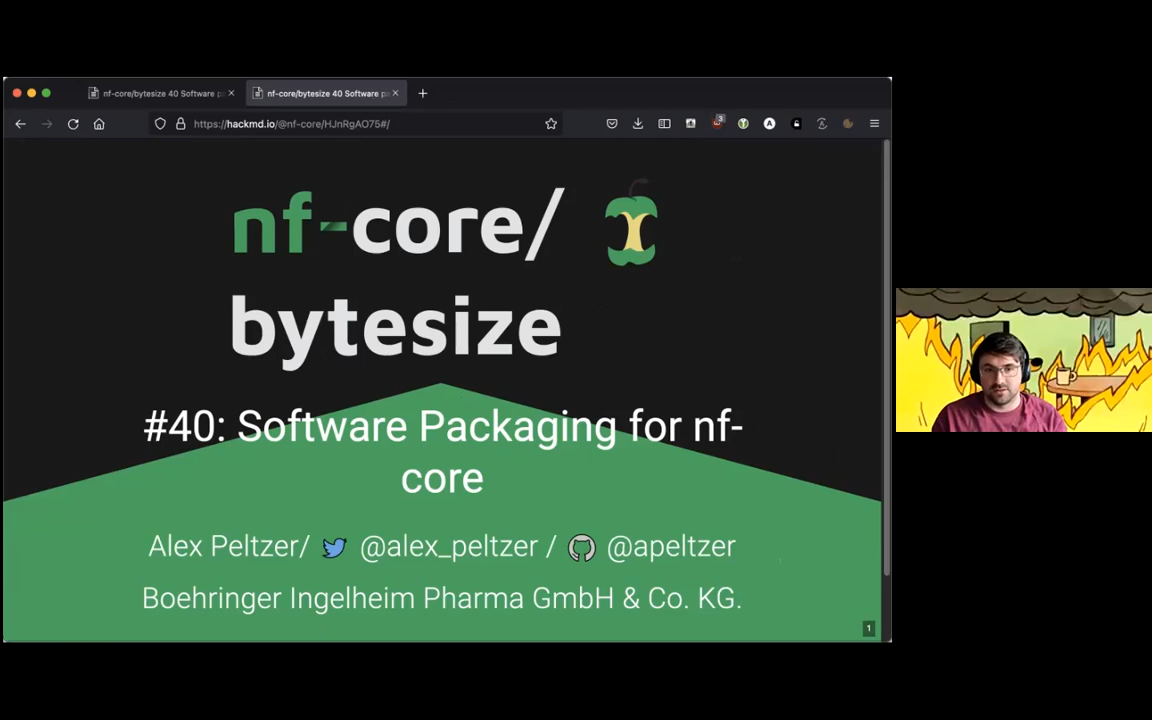 nf-core/bytesize 40 Software p
nf-core/bytesize 40 Software p
https://hackmd.io/@nf-core/HJnRgAO75#/
3
nf-core/
bytesize
#40: Software Packaging for nf-
core
Alex Peltzer/ @alex_peltzer / @apeltzer
Boehringer Ingelheim Pharma GmbH & Co. KG.
1